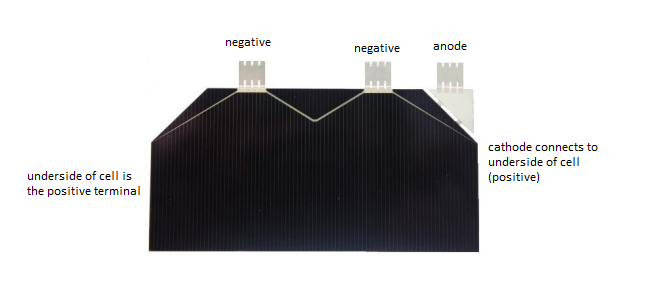 negative
negative
anode
cathode connects to
underside of cell
(positive)
underside of cell is
the positive terminal